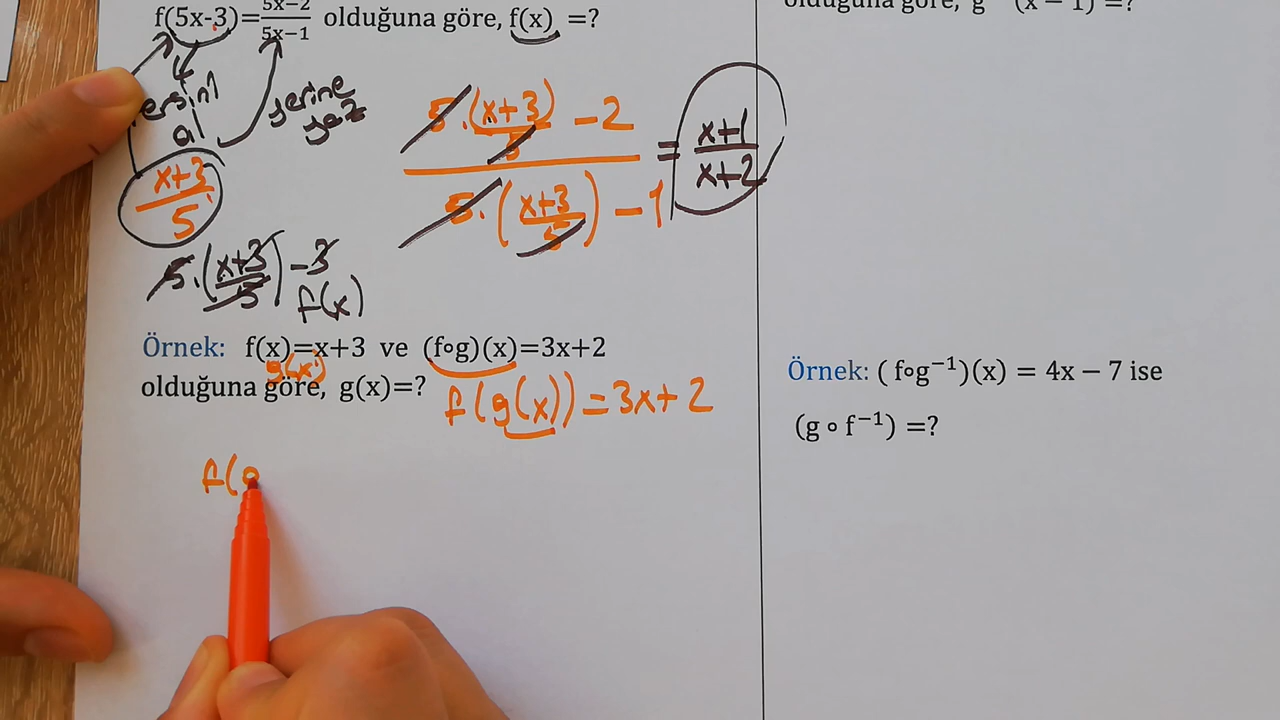 f(5x-3)=5x−2/5x−1 olduğuna göre, f(x) =?
ersini
al
yerine
yaz
x+3/5
5.(x+3/5) − 2 / 5.(x+3/5) − 1 = x+1/x+2
5.(x+3/5) − 3
f(x)
Örnek: f(x)=x+3 ve (f∘g)(x)=3x+2
g(x)
olduğuna göre, g(x)=?
f(g(x)) = 3x+2
f(g
olduğuna göre, g (x − 1) =?
Örnek: ( f∘g⁻¹)(x) = 4x − 7 ise
(g ∘ f⁻¹) =?